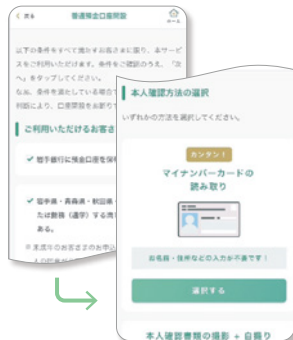 戻る
普通預金口座開設
ホーム
以下の条件をすべて満たすお客さまに限り、本サービ
スをご利用いただけます。条件をご確認のうえ、「次
へ」をタップしてください。
なお、条件を満たしている場合で
判断により、口座開設をお断りす
ご利用いただけるお客さ
岩手銀行に預金口座を保有
岩手県・青森県・秋田県・
たは勤務（通学）する満1
ある。
本人確認方法の選択
いずれかの方法を選択してください。
カンタン！
マイナンバーカードの
読み取り
お名前・住所などの入力が不要です！
選択する
本人確認書類の撮影 + 自撮り